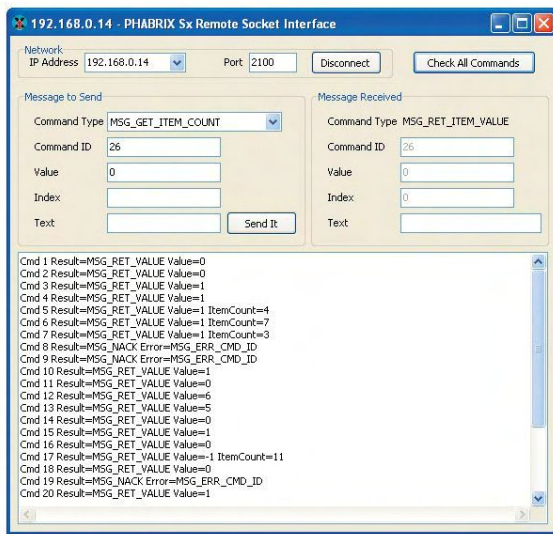 192.168.0.14 - PHABRIX Sx Remote Socket Interface
Network
IP Address 192.168.0.14 Port 2100 Disconnect Check All Commands
Message to Send
Command Type MSG_GET_ITEM_COUNT
Command ID 26
Value 0
Index
Text Send It
Message Received
Command Type MSG_RET_ITEM_VALUE
Command ID 26
Value 0
Index 0
Text
Cmd 1 Result=MSG_RET_VALUE Value=0
Cmd 2 Result=MSG_RET_VALUE Value=0
Cmd 3 Result=MSG_RET_VALUE Value=1
Cmd 4 Result=MSG_RET_VALUE Value=1
Cmd 5 Result=MSG_RET_VALUE Value=1 ItemCount=4
Cmd 6 Result=MSG_RET_VALUE Value=1 ItemCount=7
Cmd 7 Result=MSG_RET_VALUE Value=1 ItemCount=3
Cmd 8 Result=MSG_NACK Error=MSG_ERR_CMD_ID
Cmd 9 Result=MSG_NACK Error=MSG_ERR_CMD_ID
Cmd 10 Result=MSG_RET_VALUE Value=1
Cmd 11 Result=MSG_RET_VALUE Value=0
Cmd 12 Result=MSG_RET_VALUE Value=6
Cmd 13 Result=MSG_RET_VALUE Value=5
Cmd 14 Result=MSG_RET_VALUE Value=0
Cmd 15 Result=MSG_RET_VALUE Value=1
Cmd 16 Result=MSG_RET_VALUE Value=0
Cmd 17 Result=MSG_RET_VALUE Value=-1 ItemCount=11
Cmd 18 Result=MSG_RET_VALUE Value=0
Cmd 19 Result=MSG_NACK Error=MSG_ERR_CMD_ID
Cmd 20 Result=MSG_RET_VALUE Value=1